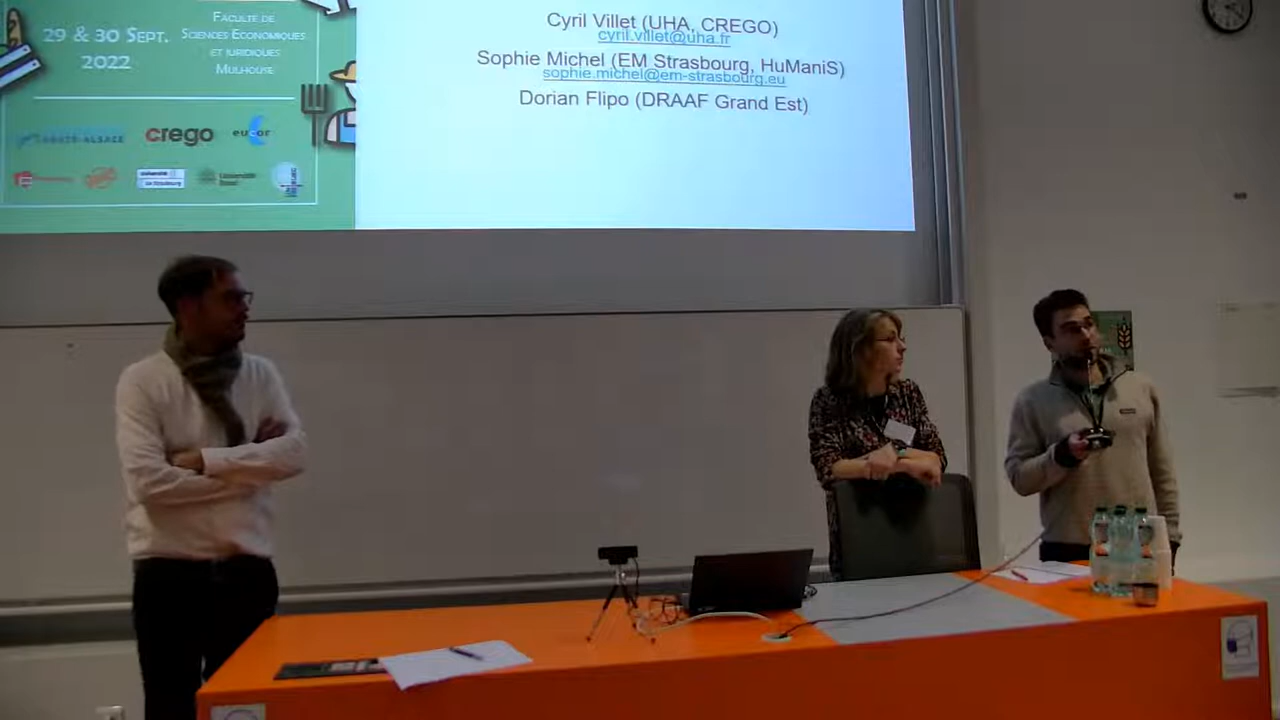 29 & 30 Sept.
2022
Faculté de
Sciences Economiques
et juridiques
Mulhouse
crego
eucor
Cyril Villet (UHA, CREGO)
cyril.villet@uha.fr
Sophie Michel (EM Strasbourg, HuManiS)
sophie.michel@em-strasbourg.eu
Dorian Flipo (DRAAF Grand Est)